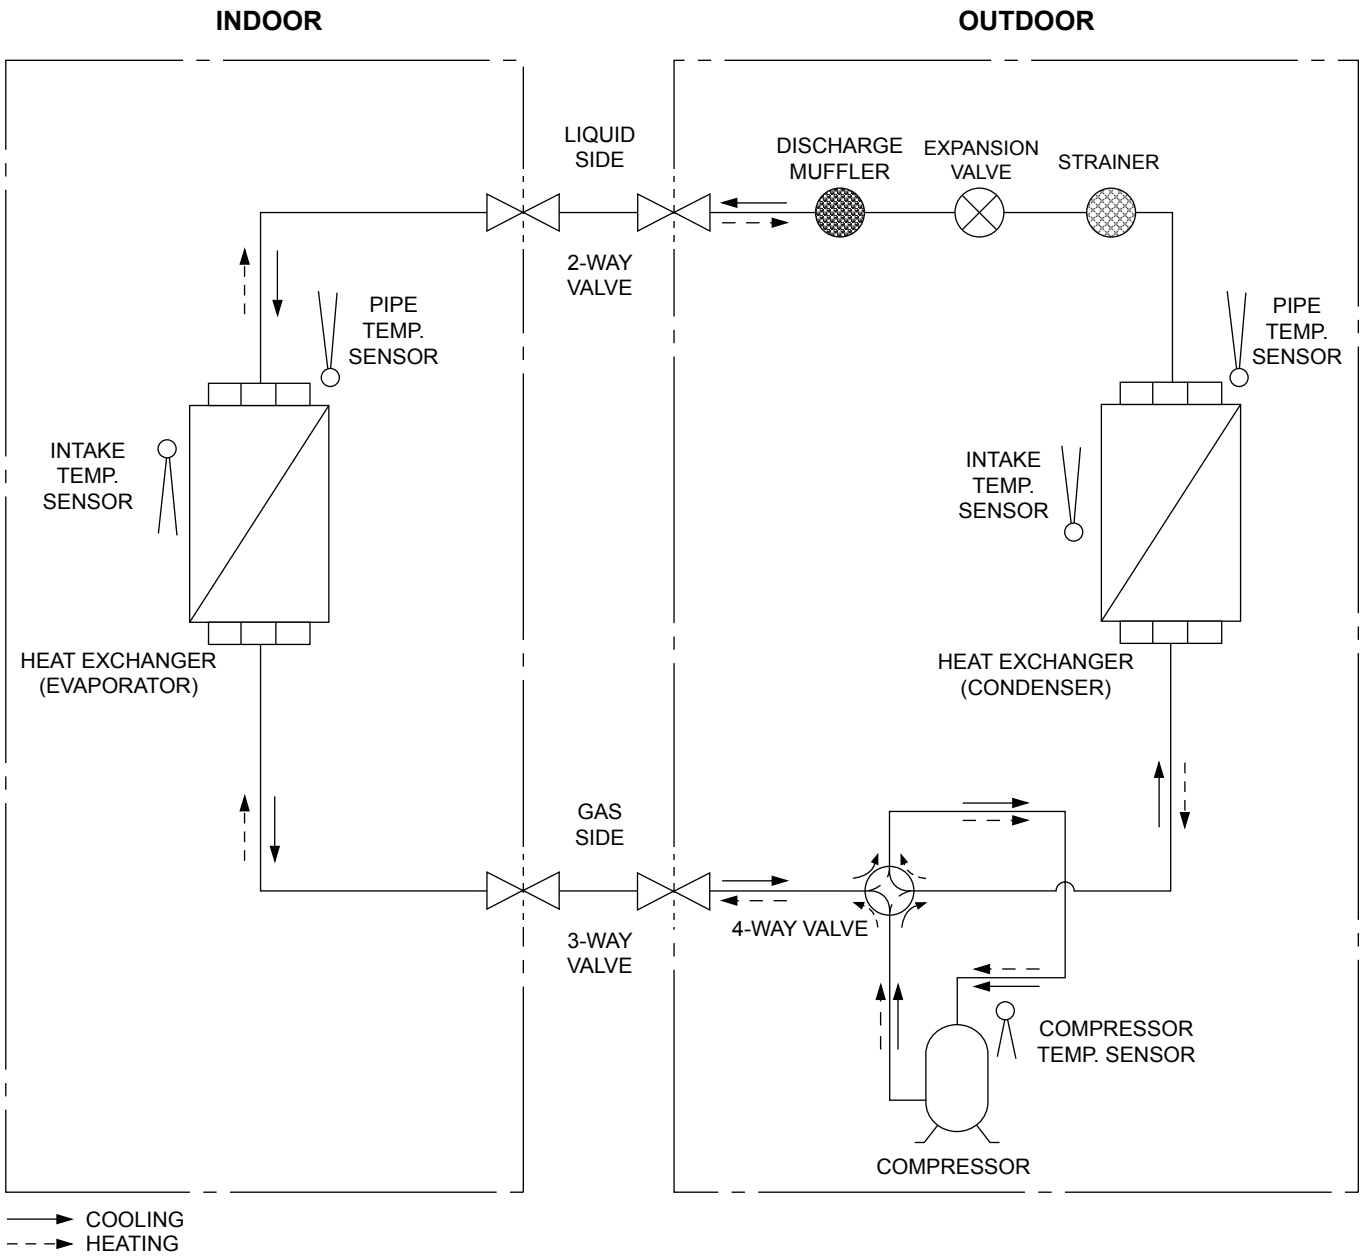 INDOOR
OUTDOOR
LIQUID
SIDE
DISCHARGE
MUFFLER
EXPANSION
VALVE
STRAINER
2-WAY
VALVE
PIPE
TEMP.
SENSOR
PIPE
TEMP.
SENSOR
INTAKE
TEMP.
SENSOR
INTAKE
TEMP.
SENSOR
HEAT EXCHANGER
(EVAPORATOR)
HEAT EXCHANGER
(CONDENSER)
GAS
SIDE
3-WAY
VALVE
4-WAY VALVE
COMPRESSOR
TEMP. SENSOR
COMPRESSOR
COOLING
HEATING